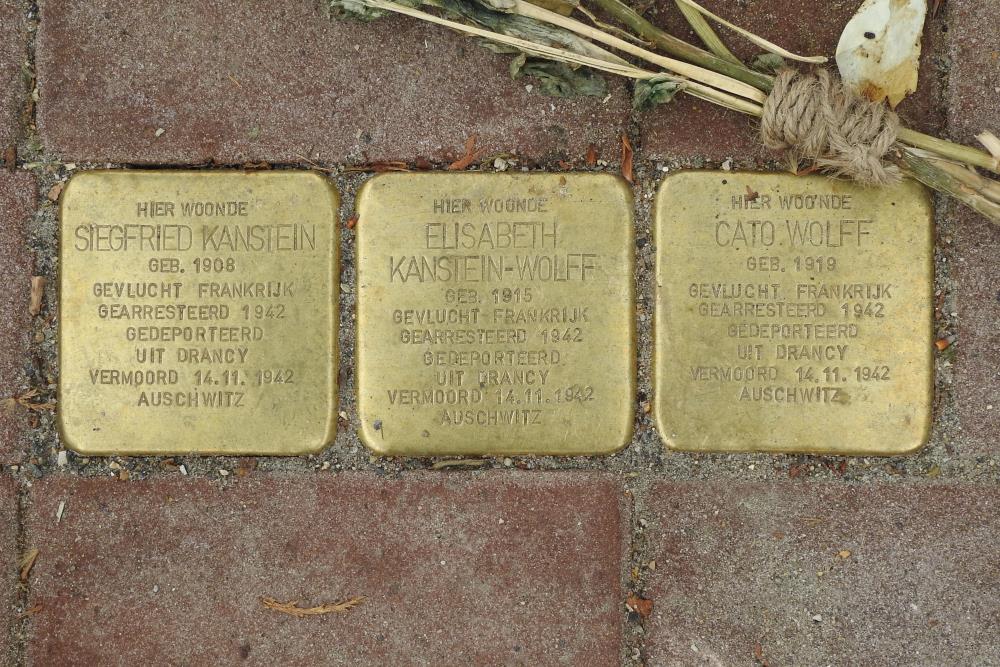 HIER WOONDE
SIEGFRIED KANSTEIN
GEB. 1908
GEVLUCHT FRANKRIJK
GEARRESTEERD 1942
GEDEPORTEERD
UIT DRANCY
VERMOORD 14.11.1942
AUSCHWITZ
HIER WOONDE
ELISABETH
KANSTEIN-WOLFF
GEB. 1915
GEVLUCHT FRANKRIJK
GEARRESTEERD 1942
GEDEPORTEERD
UIT DRANCY
VERMOORD 14.11.1942
AUSCHWITZ
HIER WOONDE
CATO WOLFF
GEB. 1919
GEVLUCHT FRANKRIJK
GEARRESTEERD 1942
GEDEPORTEERD
UIT DRANCY
VERMOORD 14.11.1942
AUSCHWITZ